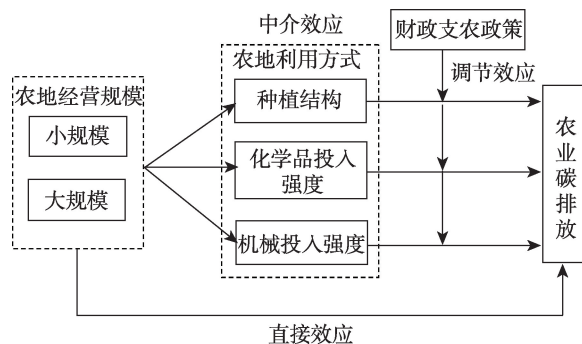 中介效应
财政支农政策
农地利用方式
调节效应
农地经营规模
小规模
大规模
种植结构
化学品投入
强度
机械投入强度
农业碳排放
直接效应